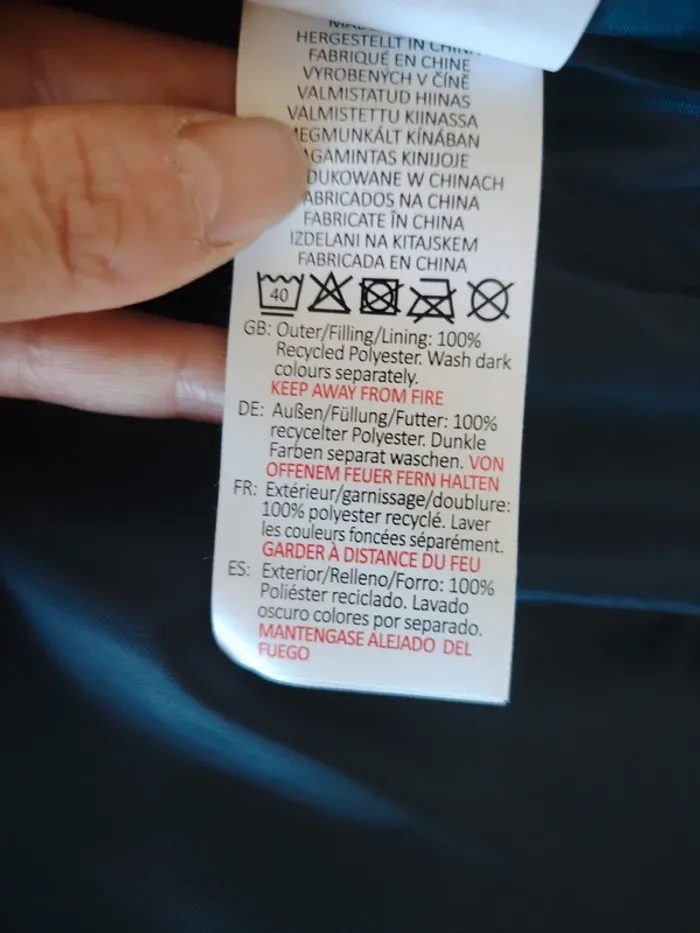 HERGESTELLT IN CHINA
FABRIQUÉ EN CHINE
VYROBENÝCH V ČÍNĚ
VALMISTATUD HIINAS
VALMISTETTU KIINASSA
MEGMUNKÁLT KÍNÁBAN
KINIJOJE
W CHINACH
NA CHINA
FABRICATE ÎN CHINA
IZDELANI NA KITAJSKEM
FABRICADA EN CHINA
40
GB: Outer/Filling/Lining: 100%
Recycled Polyester. Wash dark
colours separately.
KEEP AWAY FROM FIRE
DE: Außen/Füllung/Futter: 100%
recycelter Polyester. Dunkle
Farben separat waschen. VON
OFFENEM FEUER FERN HALTEN
FR: Extérieur/garnissage/doublure:
100% polyester recyclé. Laver
les couleurs foncées séparément.
GARDER À DISTANCE DU FEU
ES: Exterior/Relleno/Forro: 100%
Poliéster reciclado. Lavado
oscuro colores por separado.
MANTENGASE ALEJADO DEL
FUEGO